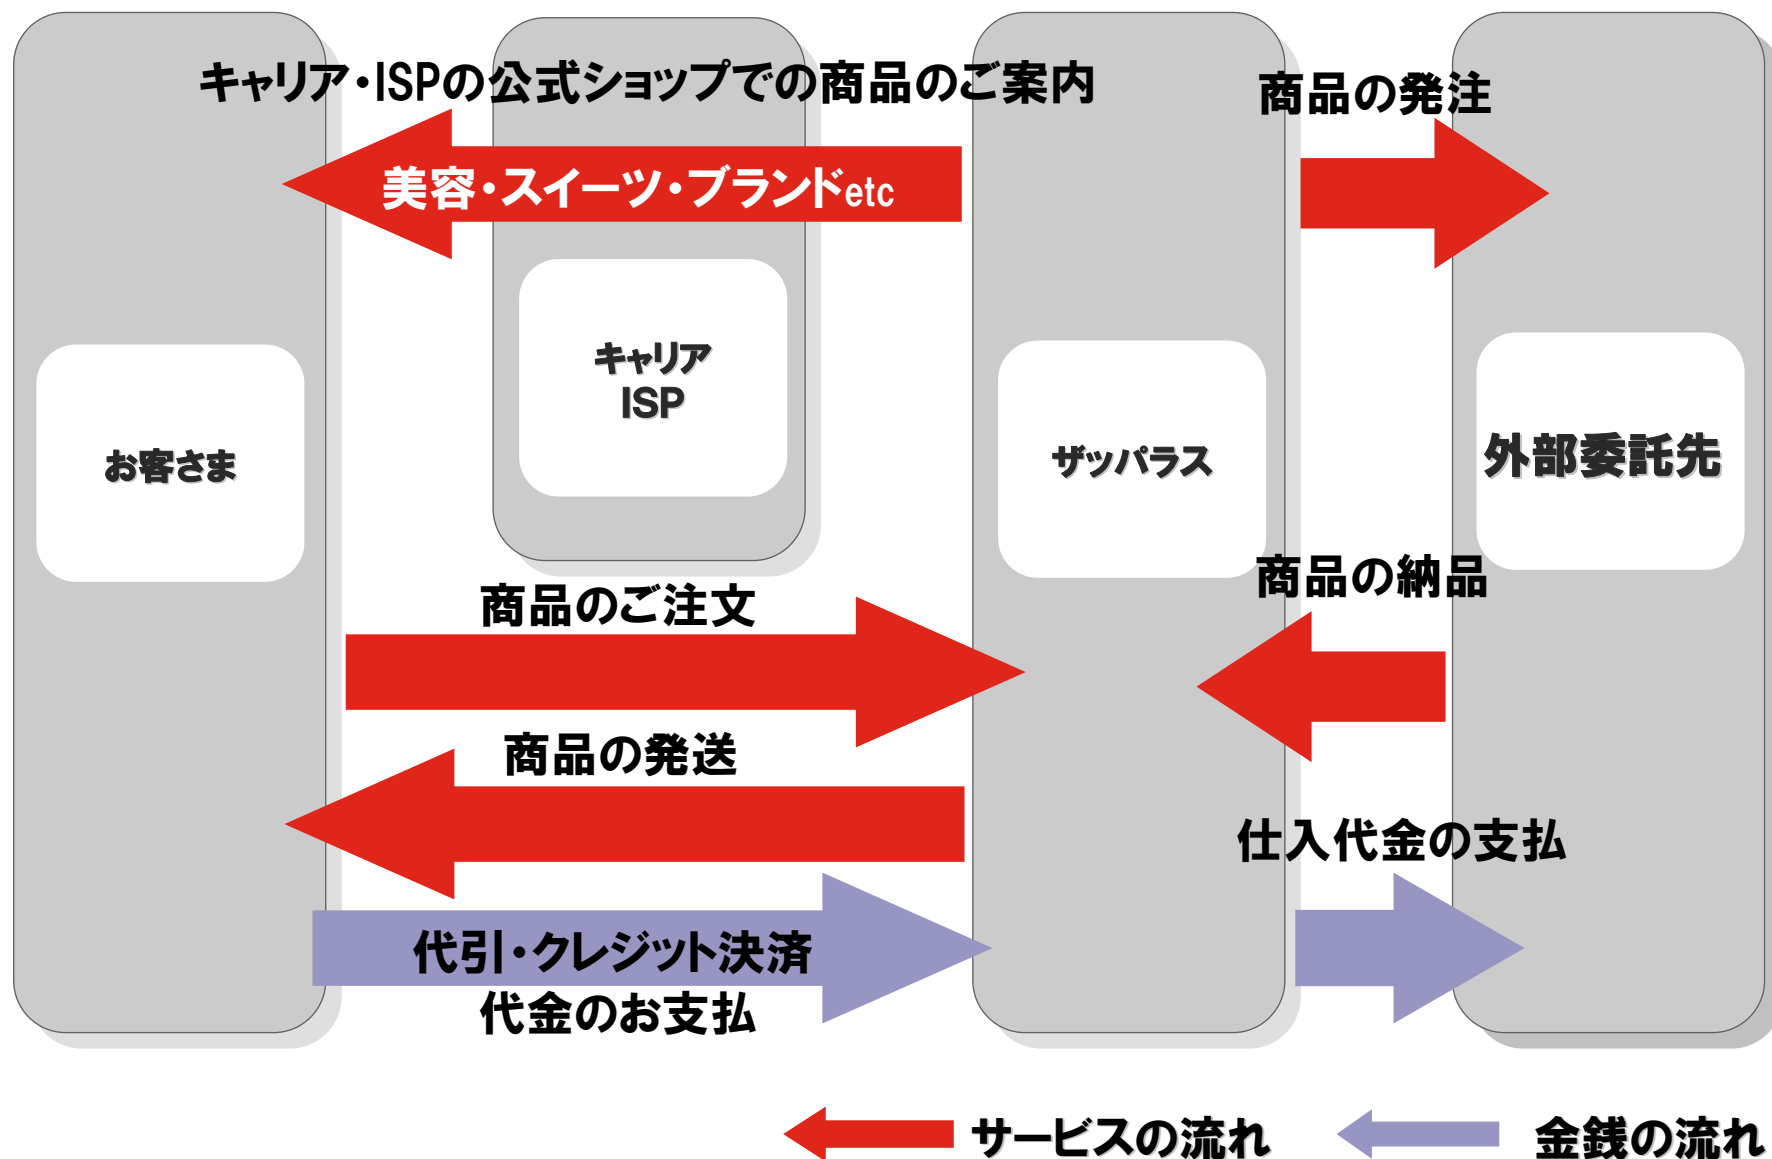 キャリア・ISPの公式ショップでの商品のご案内
商品の発注
美容・スイーツ・ブランドetc
キャリア
ISP
お客さま
ザッパラス
外部委託先
商品の納品
商品のご注文
商品の発送
仕入代金の支払
代引・クレジット決済
代金のお支払
サービスの流れ
金銭の流れ